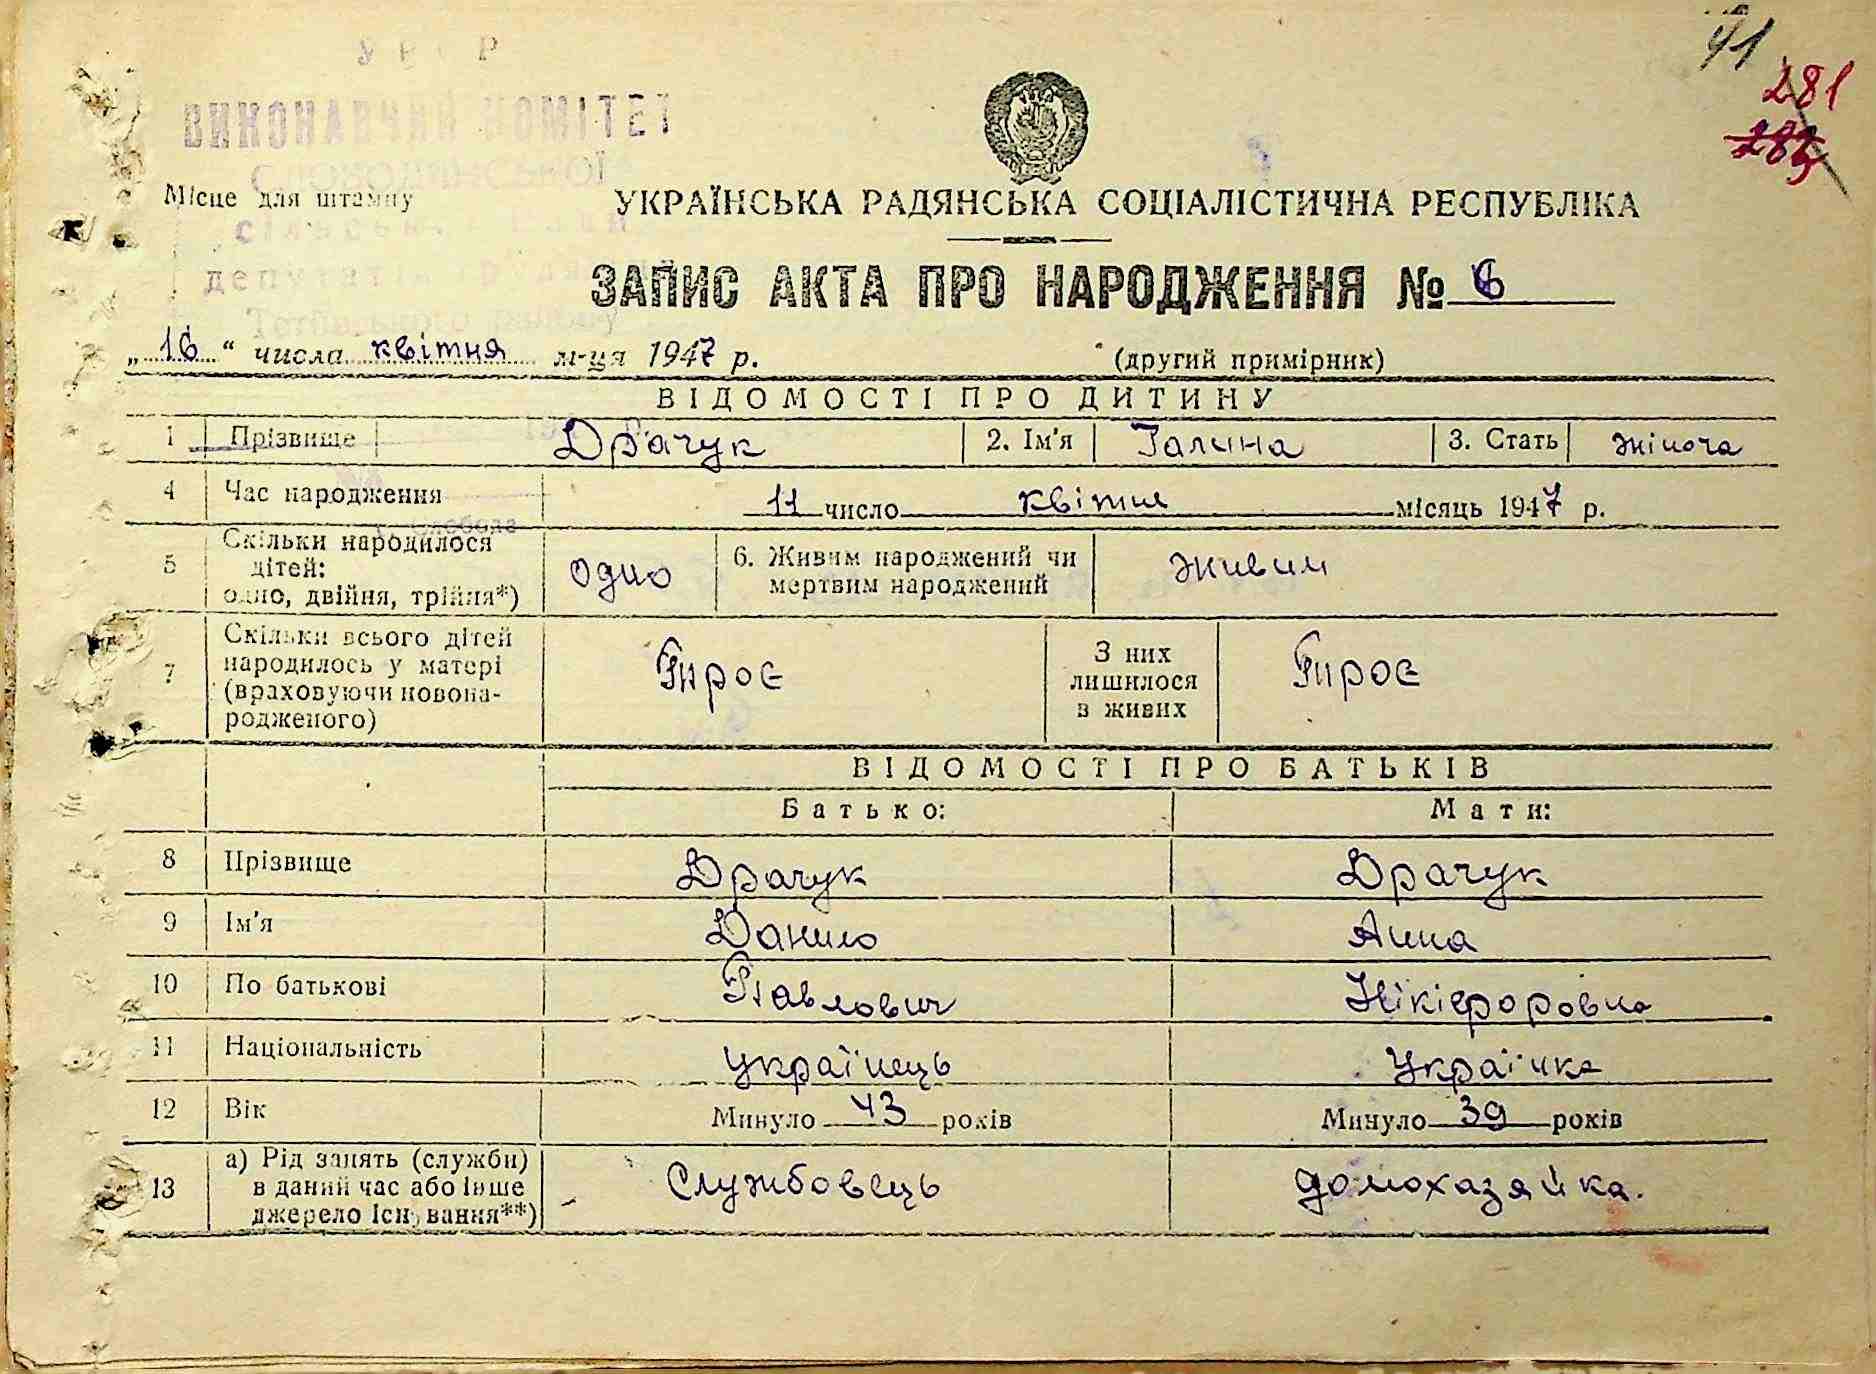 41
281
УРСР
ВИКОНАВЧИЙ КОМІТЕТ
Місце для штампу
УКРАЇНСЬКА РАДЯНСЬКА СОЦІАЛІСТИЧНА РЕСПУБЛІКА
депутатів трудящих
ЗАПИС АКТА ПРО НАРОДЖЕННЯ № 6
району
„16“ числа квітня м-ця 1947 р. (другий примірник)
ВІДОМОСТІ ПРО ДИТИНУ
1 Прізвище Драчук 2. Ім'я Галина 3. Стать жіноча
4 Час народження 11 число квітня місяць 1947 р.
5 Скільки народилося дітей: одно, двійня, трійня*) одно 6. Живим народжений чи мертвим народжений живим
7 Скільки всього дітей народилось у матері (враховуючи новонародженого) Троє З них лишилося в живих Троє
ВІДОМОСТІ ПРО БАТЬКІВ
Батько: Мати:
8 Прізвище Драчук Драчук
9 Ім'я Данило Анна
10 По батькові Павлович Нікіфоровна
11 Національність українець Українка
12 Вік Минуло 43 років Минуло 39 років
13 а) Рід занять (служби) в даний час або інше джерело існування**) Службовець домохазяйка.